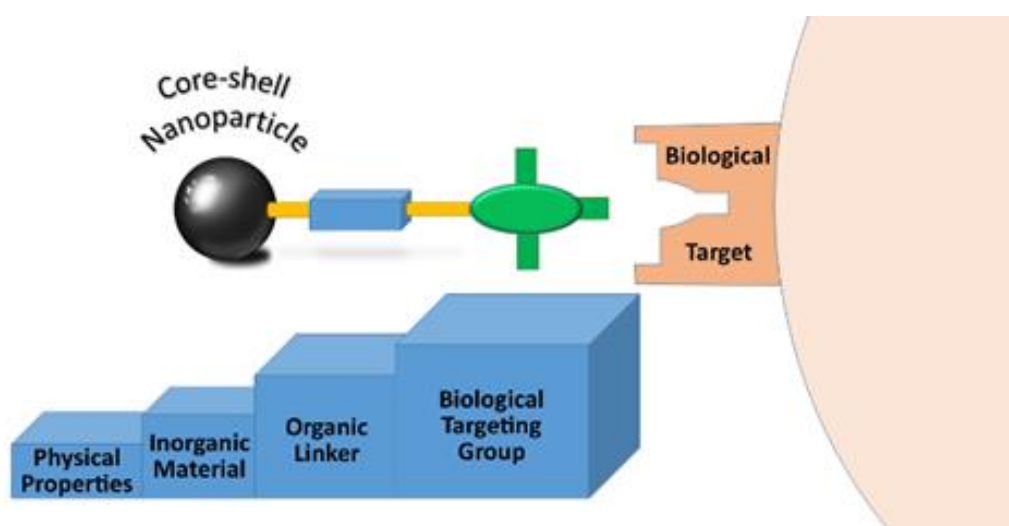 Core-shell
Nanoparticle
Biological
Target
Physical
Properties
Inorganic
Material
Organic
Linker
Biological
Targeting
Group